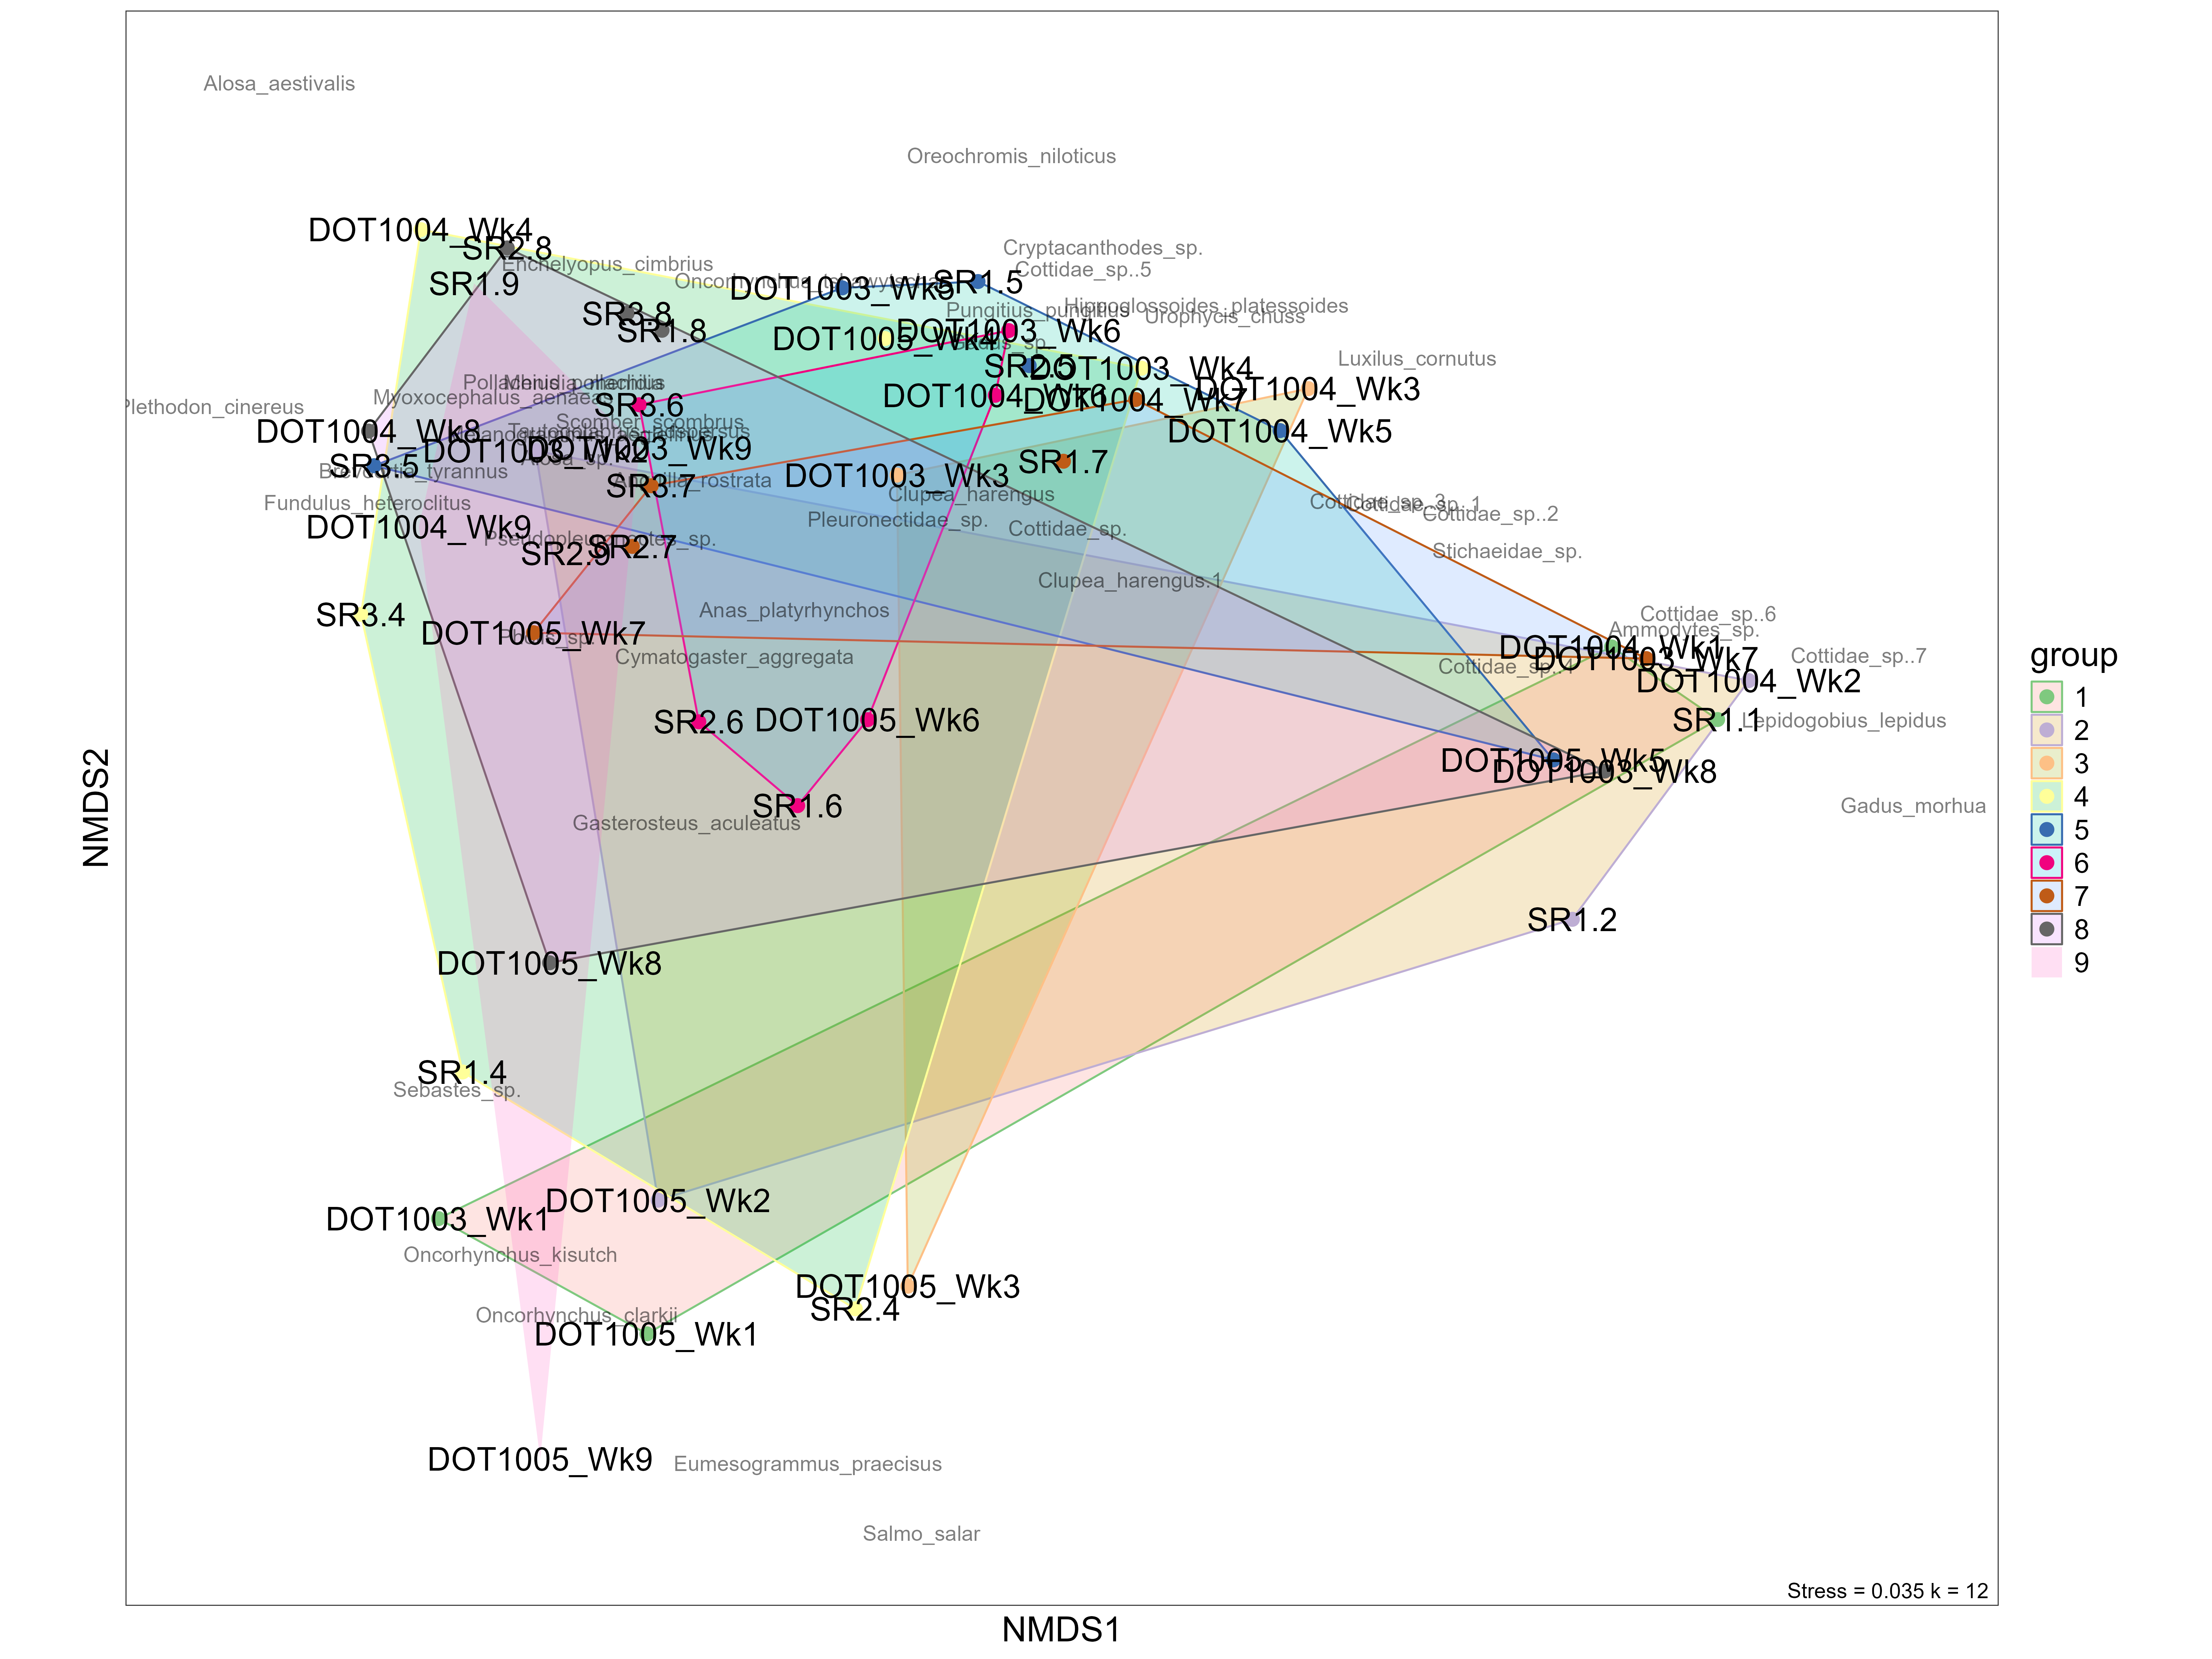 Alosa_aestivalis
Oreochromis_niloticus
DOT1004_Wk4
SR2.8
Cryptacanthodes_sp.
Enchelyopus_cimbrius
Cottidae_sp..5
SR1.9
DOT1003_Wk5
SR1.5
Hippoglossoides_platessoides
Pungitius_pungitius
SR3.8
Urophycis_chuss
SR1.8
DOT1003_Wk6
DOT1005_Wk4
Luxilus_cornutus
SR2.5
DOT1003_Wk4
DOT1004_Wk3
Myoxocephalus_aenaeas
DOT1004_Wk6
DOT1004_Wk7
SR3.6
Plethodon_cinereus
Scomber_scombrus
DOT1004_Wk8
DOT1004_Wk5
DOT1003_Wk2
DOT1003_Wk9
SR3.5
Alosa_sp.
SR1.7
Brevoortia_tyrannus
DOT1003_Wk3
Anguilla_rostrata
SR3.7
Clupea_harengus
Fundulus_heteroclitus
Cottidae_sp..3
Cottidae_sp..1
Cottidae_sp..2
Pleuronectidae_sp.
DOT1004_Wk9
Cottidae_sp.
Pseudopleuronectes_sp.
SR2.9
SR2.7
Stichaeidae_sp.
Clupea_harengus.1
Anas_platyrhynchos
SR3.4
Cottidae_sp..6
DOT1005_Wk7
Pholis_sp.
Ammodytes_sp.
DOT1004_Wk1
Cymatogaster_aggregata
DOT1003_Wk7
Cottidae_sp..7
Cottidae_sp..4
DOT1004_Wk2
SR2.6
DOT1005_Wk6
SR1.1
Lepidogobius_lepidus
DOT1005_Wk5
DOT1003_Wk8
SR1.6
Gadus_morhua
Gasterosteus_aculeatus
SR1.2
DOT1005_Wk8
SR1.4
Sebastes_sp.
DOT1005_Wk2
DOT1003_Wk1
Oncorhynchus_kisutch
DOT1005_Wk3
SR2.4
Oncorhynchus_clarkii
DOT1005_Wk1
DOT1005_Wk9
Eumesogrammus_praecisus
Salmo_salar
Stress = 0.035 k = 12
NMDS1
NMDS2
group
1
2
3
4
5
6
7
8
9